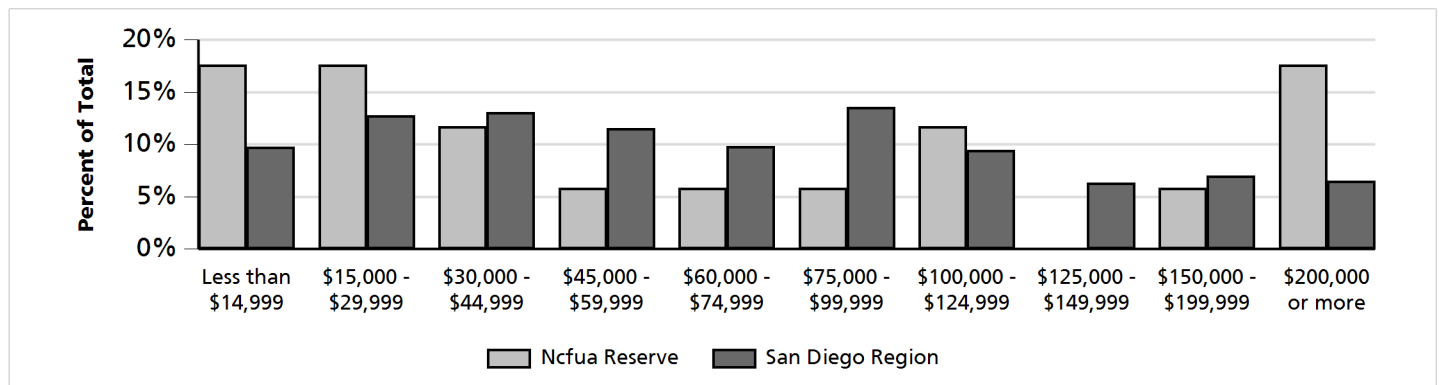 Percent of Total
20%
15%
10%
5%
0%
Less than $14,999
$15,000 - $29,999
$30,000 - $44,999
$45,000 - $59,999
$60,000 - $74,999
$75,000 - $99,999
$100,000 - $124,999
$125,000 - $149,999
$150,000 - $199,999
$200,000 or more
Ncfua Reserve
San Diego Region